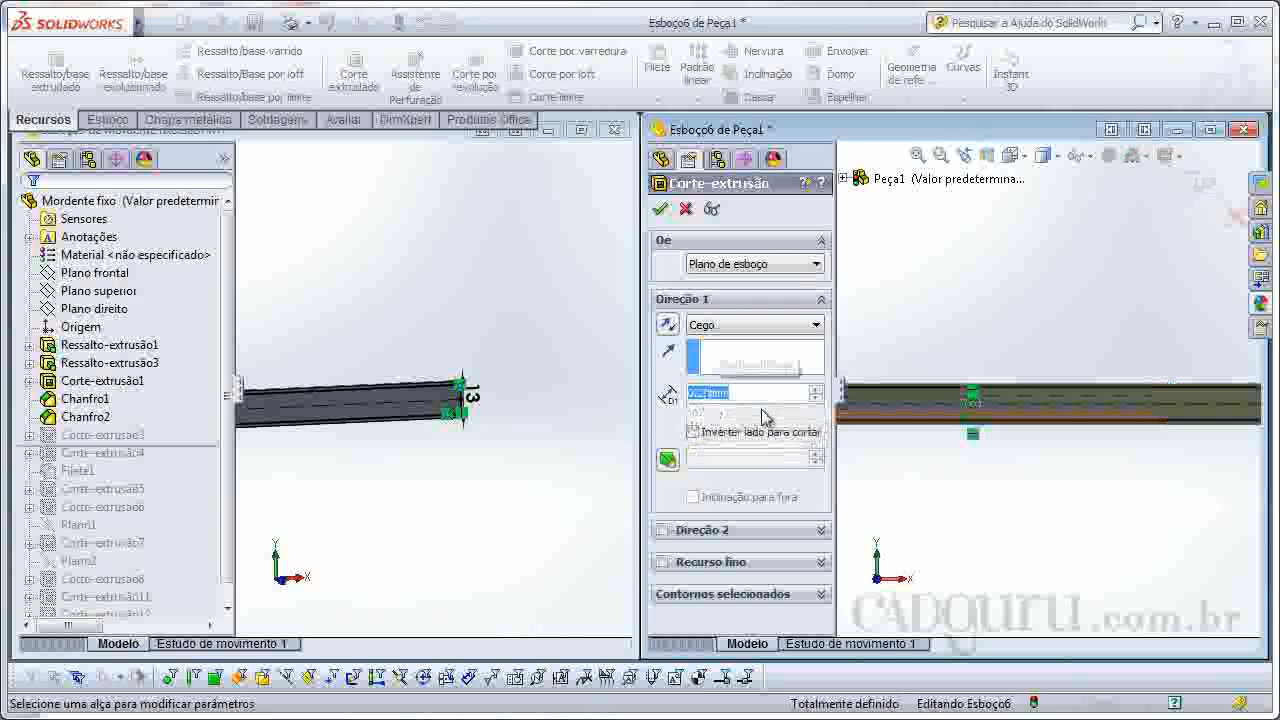 SOLIDWORKS
Esboço6 de Peça1 *
Pesquisar a Ajuda do SolidWorks
Ressalto/base extrudado
Ressalto/base revolucionado
Ressalto/base varrido
Ressalto/Base por loft
Ressalto/base por limite
Corte extrudado
Assistente de Perfuração
Corte por revolução
Corte por varredura
Corte por loft
Corte limite
Filete
Padrão linear
Nervura
Inclinação
Casca
Envolver
Domo
Espelhar
Geometria de refe...
Curvas
Instant 3D
Recursos
Esboço
Chapa metálica
Soldagens
Avaliar
DimXpert
Produtos Office
Mordente fixo (Valor predetermir
Sensores
Anotações
Material <não especificado>
Plano frontal
Plano superior
Plano direito
Origem
Ressalto-extrusão1
Ressalto-extrusão3
Corte-extrusão1
Chanfro1
Chanfro2
Corte-extrusão3
Corte-extrusão4
Filete1
Corte-extrusão5
Corte-extrusão6
Plano1
Corte-extrusão7
Plano2
Corte-extrusão8
Corte-extrusão11
Corte-extrusão12
13
Y
X
Modelo
Estudo de movimento 1
Esboço6 de Peça1 *
Corte-extrusão
De
Plano de esboço
Direção 1
Cego
D1
Inverter lado para cortar
Inclinação para fora
Direção 2
Recurso fino
Contornos selecionados
Peça1 (Valor predetermina...
Y
X
CADguru.com.br
Modelo
Estudo de movimento 1
Selecione uma alça para modificar parâmetros
Totalmente definido
Editando Esboço6